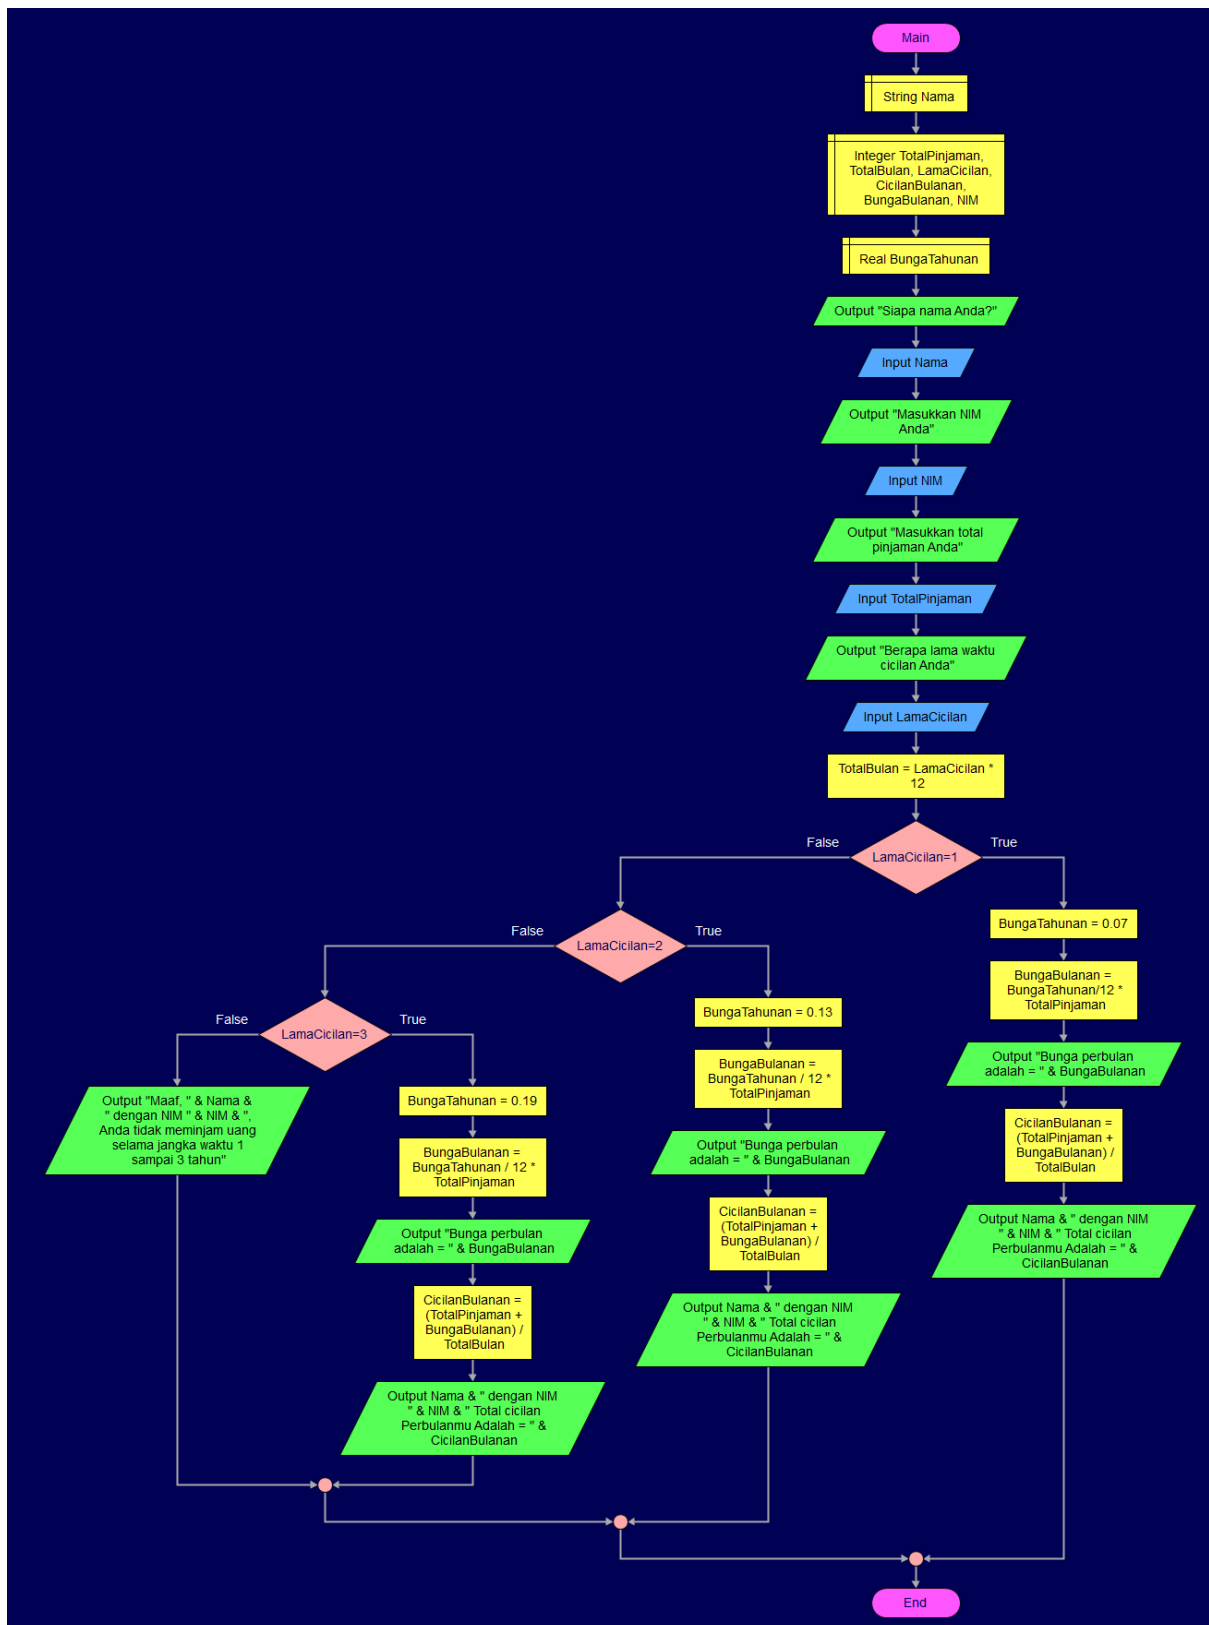 Main
String Nama
Integer TotalPinjaman,
TotalBulan, LamaCicilan,
CicilanBulanan,
BungaBulanan, NIM
Real BungaTahunan
Output "Siapa nama Anda?"
Input Nama
Output "Masukkan NIM
Anda"
Input NIM
Output "Masukkan total
pinjaman Anda"
Input TotalPinjaman
Output "Berapa lama waktu
cicilan Anda"
Input LamaCicilan
TotalBulan = LamaCicilan *
12
False
LamaCicilan=1
True
BungaTahunan = 0.07
BungaBulanan =
BungaTahunan/12 *
TotalPinjaman
Output "Bunga perbulan
adalah = " & BungaBulanan
CicilanBulanan =
(TotalPinjaman +
BungaBulanan) /
TotalBulan
Output Nama & " dengan NIM
" & NIM & " Total cicilan
Perbulanmu Adalah = " &
CicilanBulanan
False
LamaCicilan=2
True
BungaTahunan = 0.13
BungaBulanan =
BungaTahunan / 12 *
TotalPinjaman
Output "Bunga perbulan
adalah = " & BungaBulanan
CicilanBulanan =
(TotalPinjaman +
BungaBulanan) /
TotalBulan
Output Nama & " dengan NIM
" & NIM & " Total cicilan
Perbulanmu Adalah = " &
CicilanBulanan
False
LamaCicilan=3
True
BungaTahunan = 0.19
BungaBulanan =
BungaTahunan / 12 *
TotalPinjaman
Output "Bunga perbulan
adalah = " & BungaBulanan
CicilanBulanan =
(TotalPinjaman +
BungaBulanan) /
TotalBulan
Output Nama & " dengan NIM
" & NIM & " Total cicilan
Perbulanmu Adalah = " &
CicilanBulanan
Output "Maaf, " & Nama &
" dengan NIM " & NIM & ",
Anda tidak meminjam uang
selama jangka waktu 1
sampai 3 tahun"
End